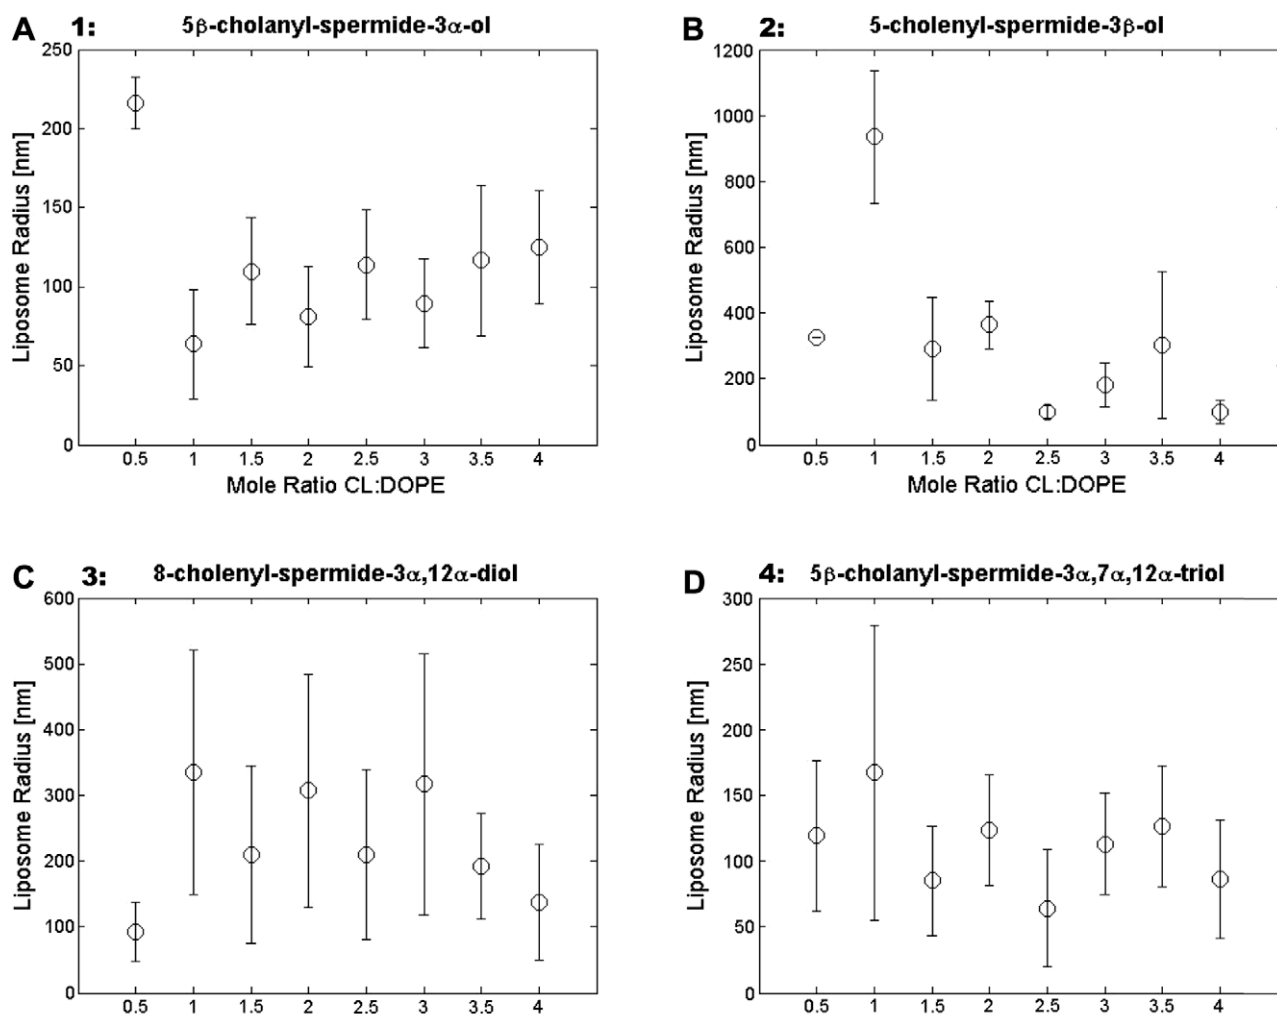 A 1: 5β-cholanyl-spermide-3α-ol
250
200
150
100
50
0
Liposome Radius [nm]
0.5 1 1.5 2 2.5 3 3.5 4
Mole Ratio CL:DOPE
B 2: 5-cholenyl-spermide-3β-ol
1200
1000
800
600
400
200
0
Liposome Radius [nm]
0.5 1 1.5 2 2.5 3 3.5 4
Mole Ratio CL:DOPE
C 3: 8-cholenyl-spermide-3α,12α-diol
600
500
400
300
200
100
0
Liposome Radius [nm]
0.5 1 1.5 2 2.5 3 3.5 4
D 4: 5β-cholanyl-spermide-3α,7α,12α-triol
300
250
200
150
100
50
0
Liposome Radius [nm]
0.5 1 1.5 2 2.5 3 3.5 4